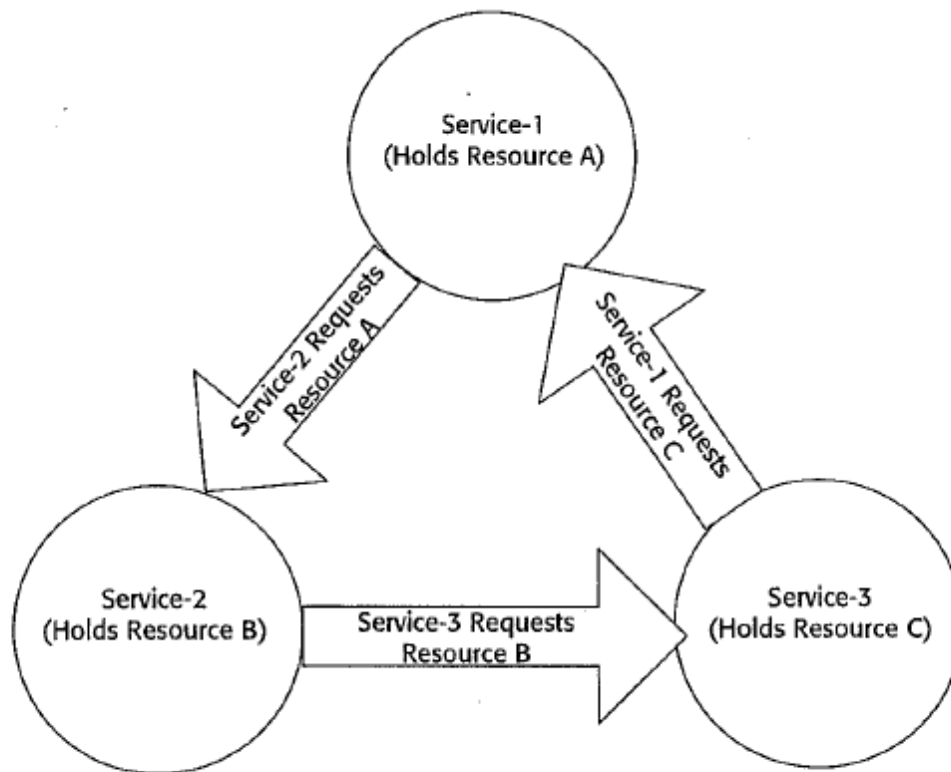 Service-1
(Holds Resource A)
Service-2 Requests
Resource A
Service-1 Requests
Resource C
Service-2
(Holds Resource B)
Service-3 Requests
Resource B
Service-3
(Holds Resource C)